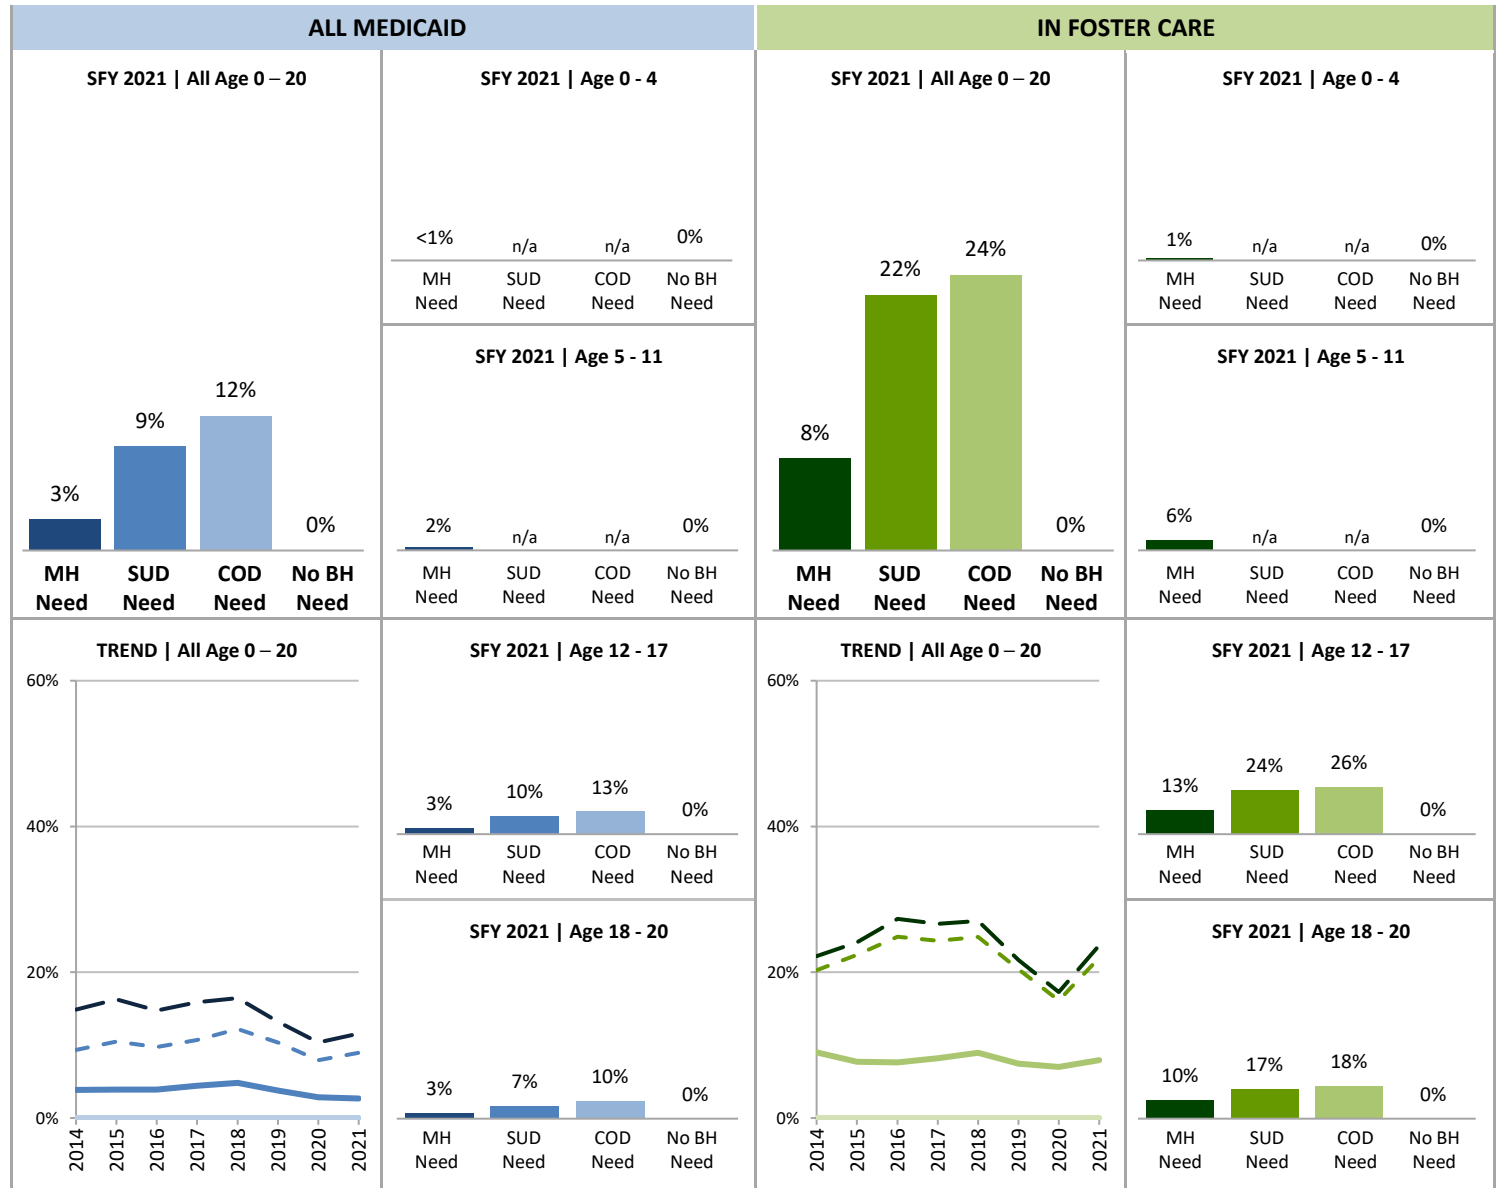 ALL MEDICAID
IN FOSTER CARE
SFY 2021 | All Age 0 – 20
3%
9%
12%
0%
MH Need
SUD Need
COD Need
No BH Need
SFY 2021 | Age 0 - 4
<1%
n/a
n/a
0%
MH Need
SUD Need
COD Need
No BH Need
SFY 2021 | Age 5 - 11
2%
n/a
n/a
0%
MH Need
SUD Need
COD Need
No BH Need
TREND | All Age 0 – 20
60%
40%
20%
0%
2014
2015
2016
2017
2018
2019
2020
2021
SFY 2021 | Age 12 - 17
3%
10%
13%
0%
MH Need
SUD Need
COD Need
No BH Need
SFY 2021 | Age 18 - 20
3%
7%
10%
0%
MH Need
SUD Need
COD Need
No BH Need
SFY 2021 | All Age 0 – 20
8%
22%
24%
0%
MH Need
SUD Need
COD Need
No BH Need
SFY 2021 | Age 0 - 4
1%
n/a
n/a
0%
MH Need
SUD Need
COD Need
No BH Need
SFY 2021 | Age 5 - 11
6%
n/a
n/a
0%
MH Need
SUD Need
COD Need
No BH Need
TREND | All Age 0 – 20
60%
40%
20%
0%
2014
2015
2016
2017
2018
2019
2020
2021
SFY 2021 | Age 12 - 17
13%
24%
26%
0%
MH Need
SUD Need
COD Need
No BH Need
SFY 2021 | Age 18 - 20
10%
17%
18%
0%
MH Need
SUD Need
COD Need
No BH Need